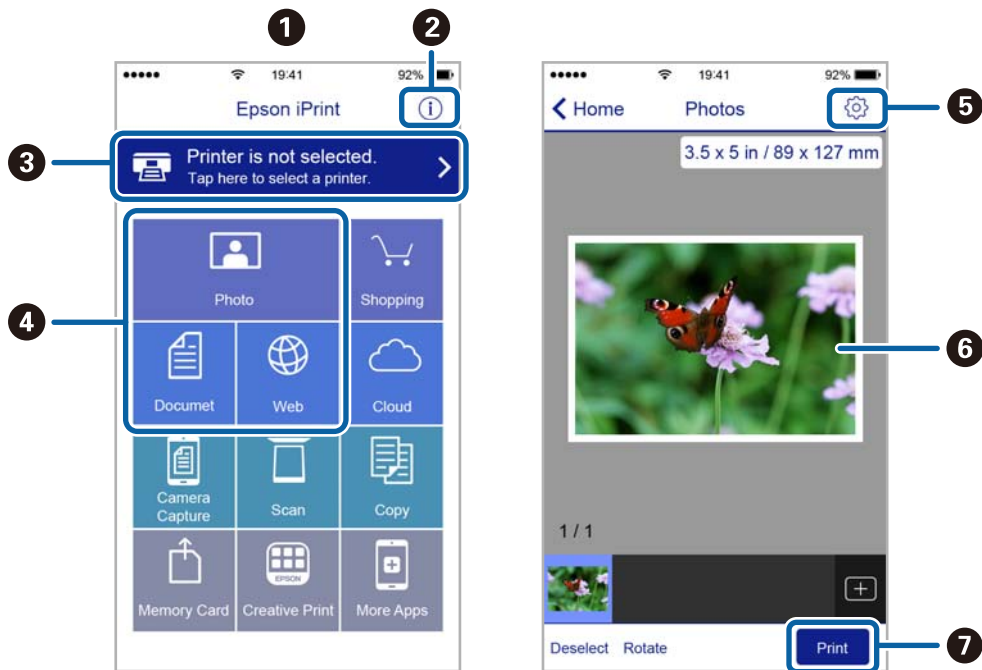 1
2
19:41 92%
Epson iPrint
3
Printer is not selected.
Tap here to select a printer.
4
Photo Shopping
Documet Web Cloud
Camera
Capture Scan Copy
EPSON
Memory Card Creative Print More Apps
19:41 92%
Home Photos
5
3.5 x 5 in / 89 x 127 mm
6
1 / 1
Deselect Rotate Print
7